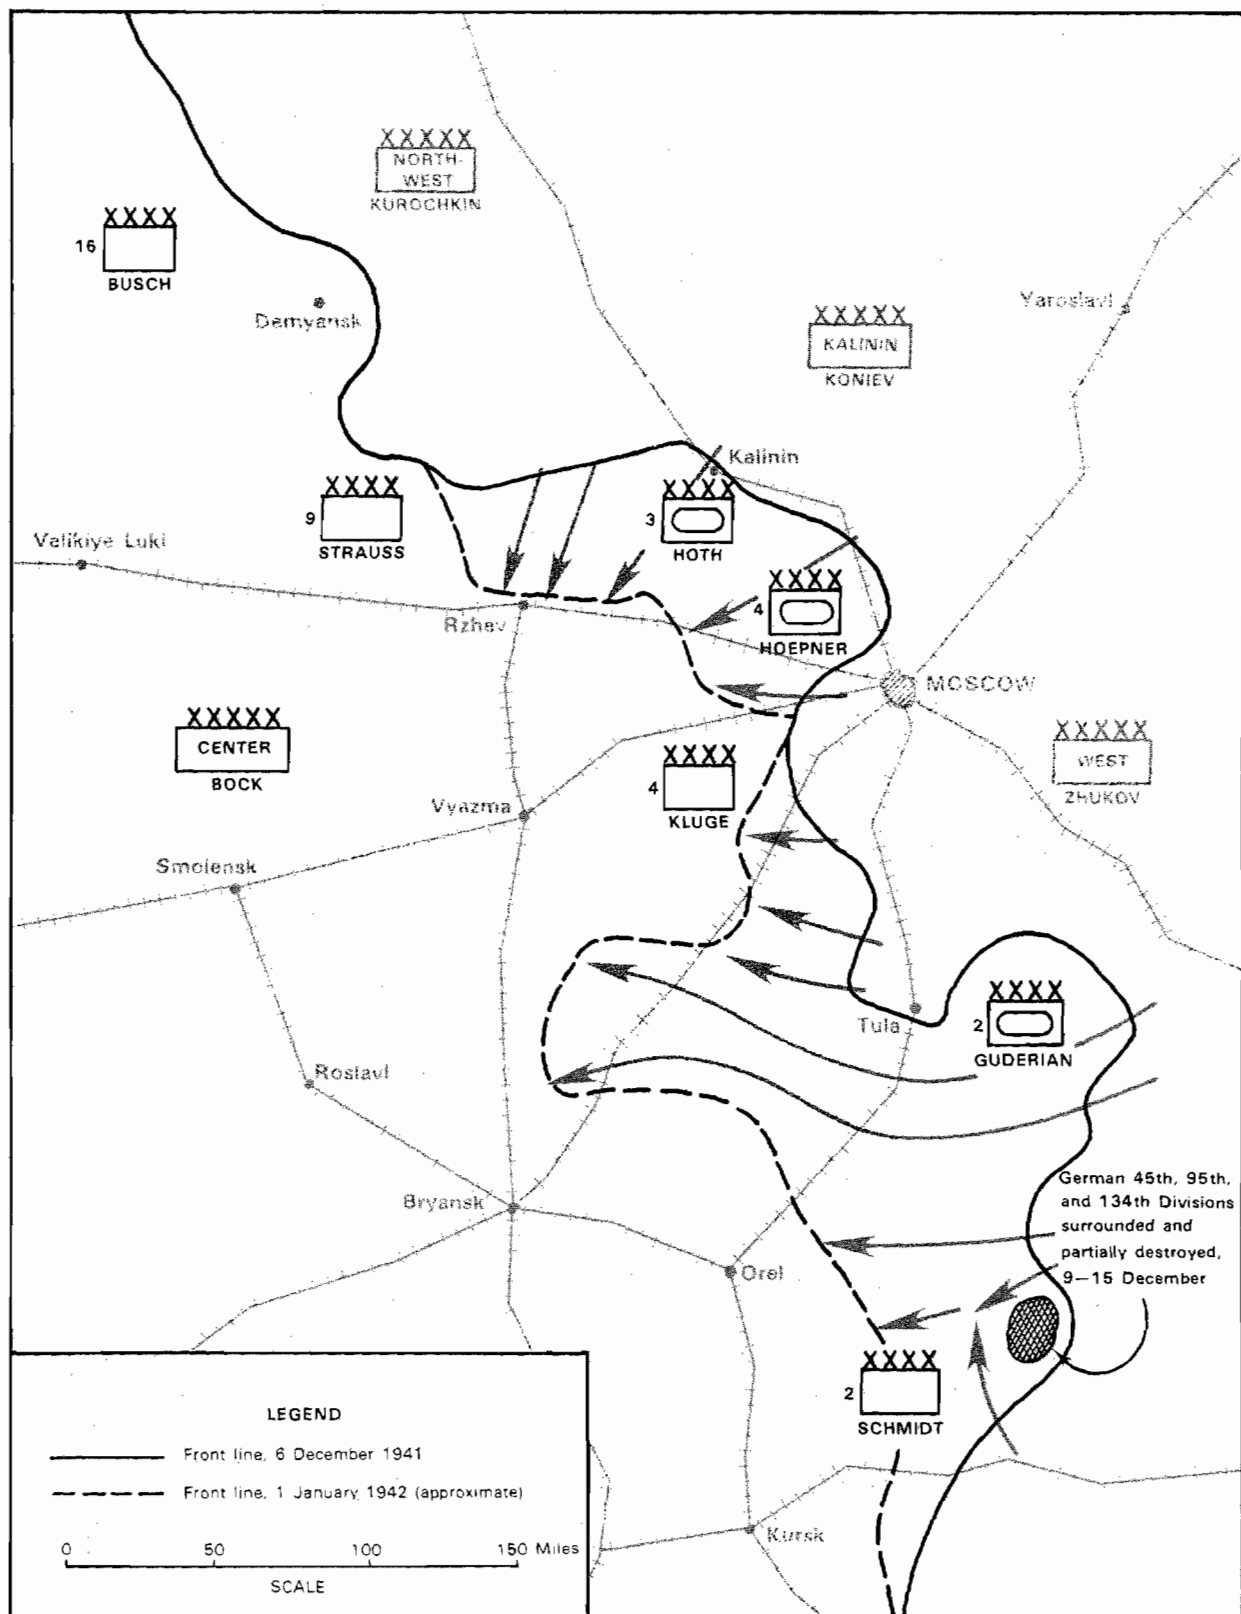 XXXXX
NORTH-
WEST
KUROCHKIN
XXXX
16
BUSCH
Demyansk
Yaroslavl
XXXXX
KALININ
KONIEV
Kalinin
XXXX
9
STRAUSS
XXXX
3
HOTH
Velikiye Luki
XXXX
4
HOEPNER
Rzhev
MOSCOW
XXXXX
CENTER
BOCK
XXXX
4
KLUGE
XXXXX
WEST
ZHUKOV
Vyazma
Smolensk
XXXX
2
GUDERIAN
Tula
Roslavl
Bryansk
German 45th, 95th,
and 134th Divisions
surrounded and
partially destroyed,
9–15 December
Orel
XXXX
2
SCHMIDT
Kursk
LEGEND
Front line, 6 December 1941
Front line, 1 January 1942 (approximate)
0 50 100 150 Miles
SCALE